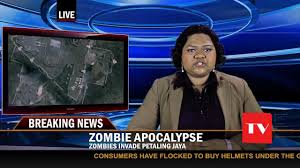 LIVE
BREAKING NEWS
ZOMBIE APOCALYPSE
ZOMBIES INVADE PETALING JAYA
TV
CONSUMERS HAVE FLOCKED TO BUY HELMETS UNDER THE